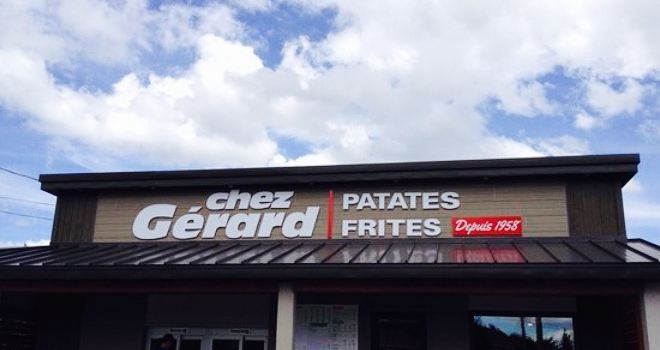 chez
Gérard
PATATES
FRITES
Depuis 1958